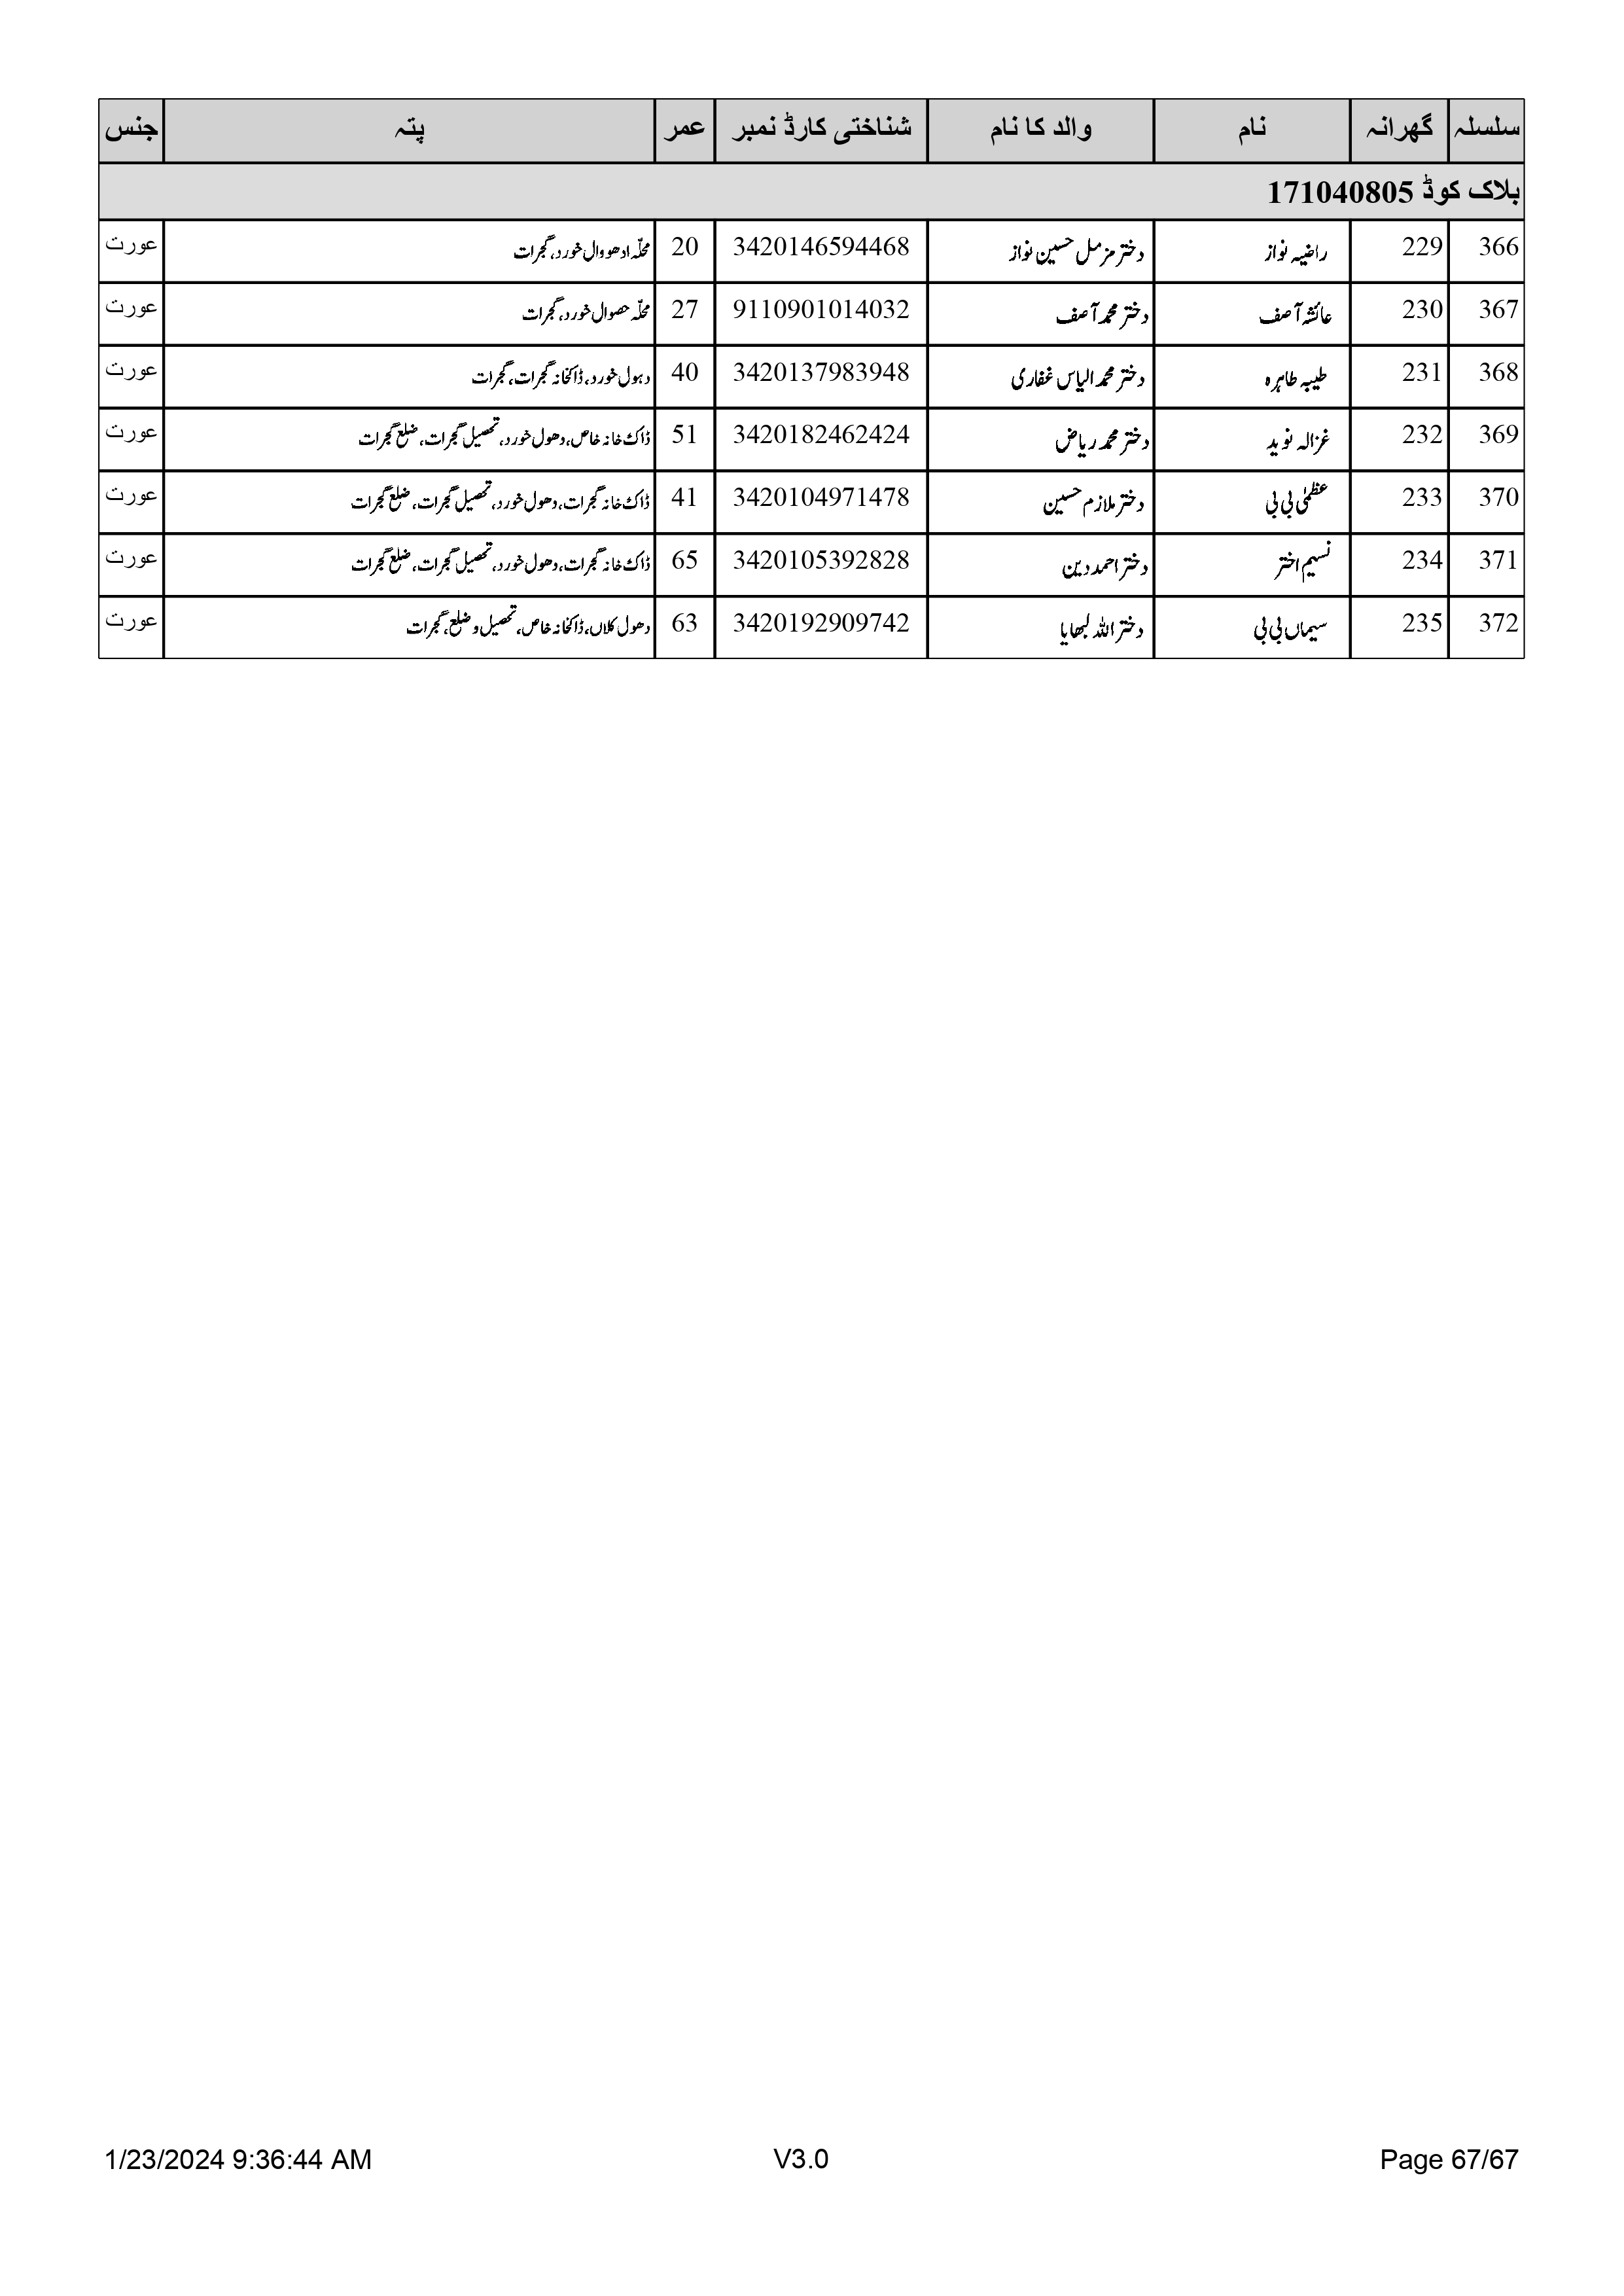 سلسلہ گھرانہ نام والد کا نام شناختی کارڈ نمبر عمر پتہ جنس
بلاک کوڈ 171040805
366 229 راضیہ نواز دختر مزمل حسین نواز 3420146594468 20 محلّہ ادھووال خورد، گجرات عورت
367 230 عائشہ آصف دختر محمد آصف 9110901014032 27 محلّہ حصوال خورد، گجرات عورت
368 231 طیبہ طاہرہ دختر محمد الیاس غفاری 3420137983948 40 دہول خورد، ڈاکخانہ گجرات، گجرات عورت
369 232 غزالہ نوید دختر محمد ریاض 3420182462424 51 ڈاک خانہ خاص، دھول خورد، تحصیل گجرات، ضلع گجرات عورت
370 233 عظمٰی بی بی دختر ملازم حسین 3420104971478 41 ڈاک خانہ گجرات، دھول خورد، تحصیل گجرات، ضلع گجرات عورت
371 234 نسیم اختر دختر احمد دین 3420105392828 65 ڈاک خانہ گجرات، دھول خورد، تحصیل گجرات، ضلع گجرات عورت
372 235 سیماں بی بی دختر اللہ لبھایا 3420192909742 63 دھول کلاں، ڈاکخانہ خاص، تحصیل و ضلع، گجرات عورت
1/23/2024 9:36:44 AM V3.0 Page 67/67